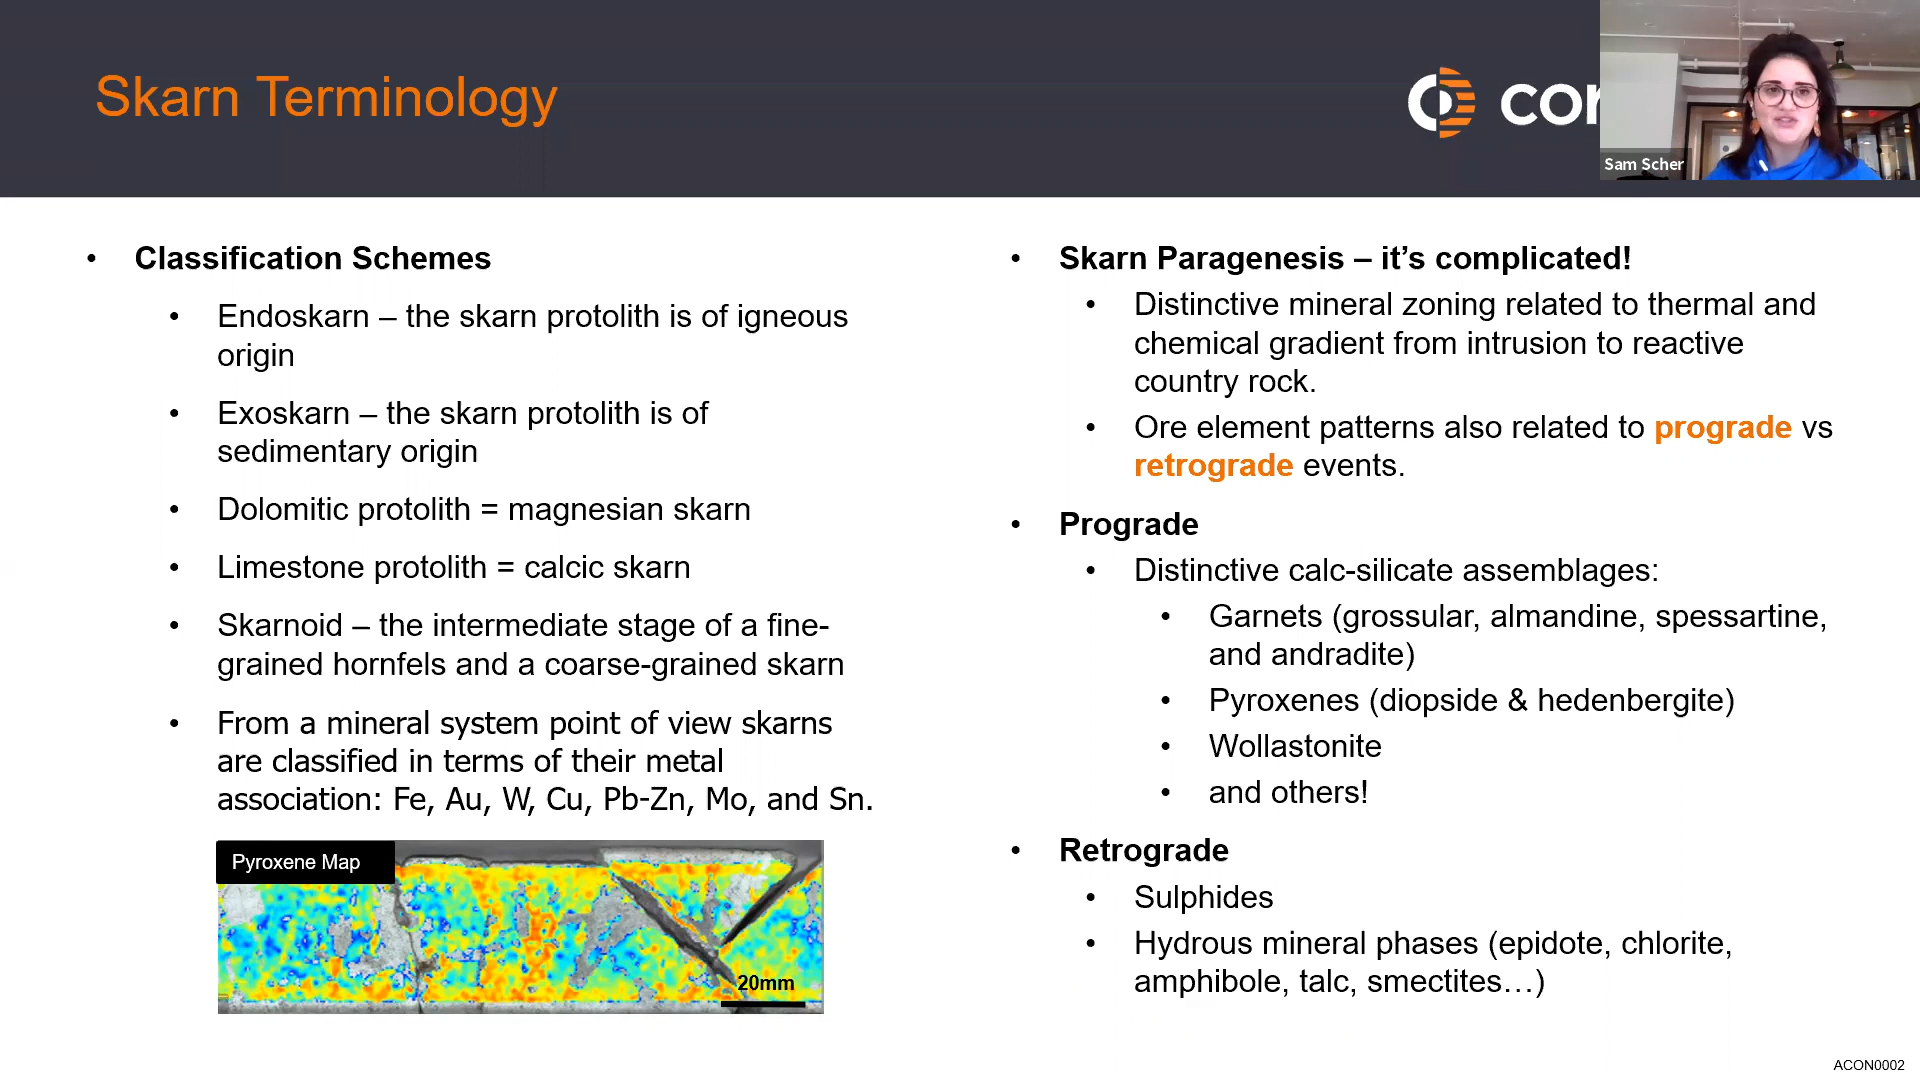 Skarn Terminology
cor
Sam Scher
• Classification Schemes
• Endoskarn – the skarn protolith is of igneous
origin
• Exoskarn – the skarn protolith is of
sedimentary origin
• Dolomitic protolith = magnesian skarn
• Limestone protolith = calcic skarn
• Skarnoid – the intermediate stage of a fine-
grained hornfels and a coarse-grained skarn
• From a mineral system point of view skarns
are classified in terms of their metal
association: Fe, Au, W, Cu, Pb-Zn, Mo, and Sn.
Pyroxene Map
20mm
• Skarn Paragenesis – it’s complicated!
• Distinctive mineral zoning related to thermal and
chemical gradient from intrusion to reactive
country rock.
• Ore element patterns also related to prograde vs
retrograde events.
• Prograde
• Distinctive calc-silicate assemblages:
• Garnets (grossular, almandine, spessartine,
and andradite)
• Pyroxenes (diopside & hedenbergite)
• Wollastonite
• and others!
• Retrograde
• Sulphides
• Hydrous mineral phases (epidote, chlorite,
amphibole, talc, smectites…)
ACON0002